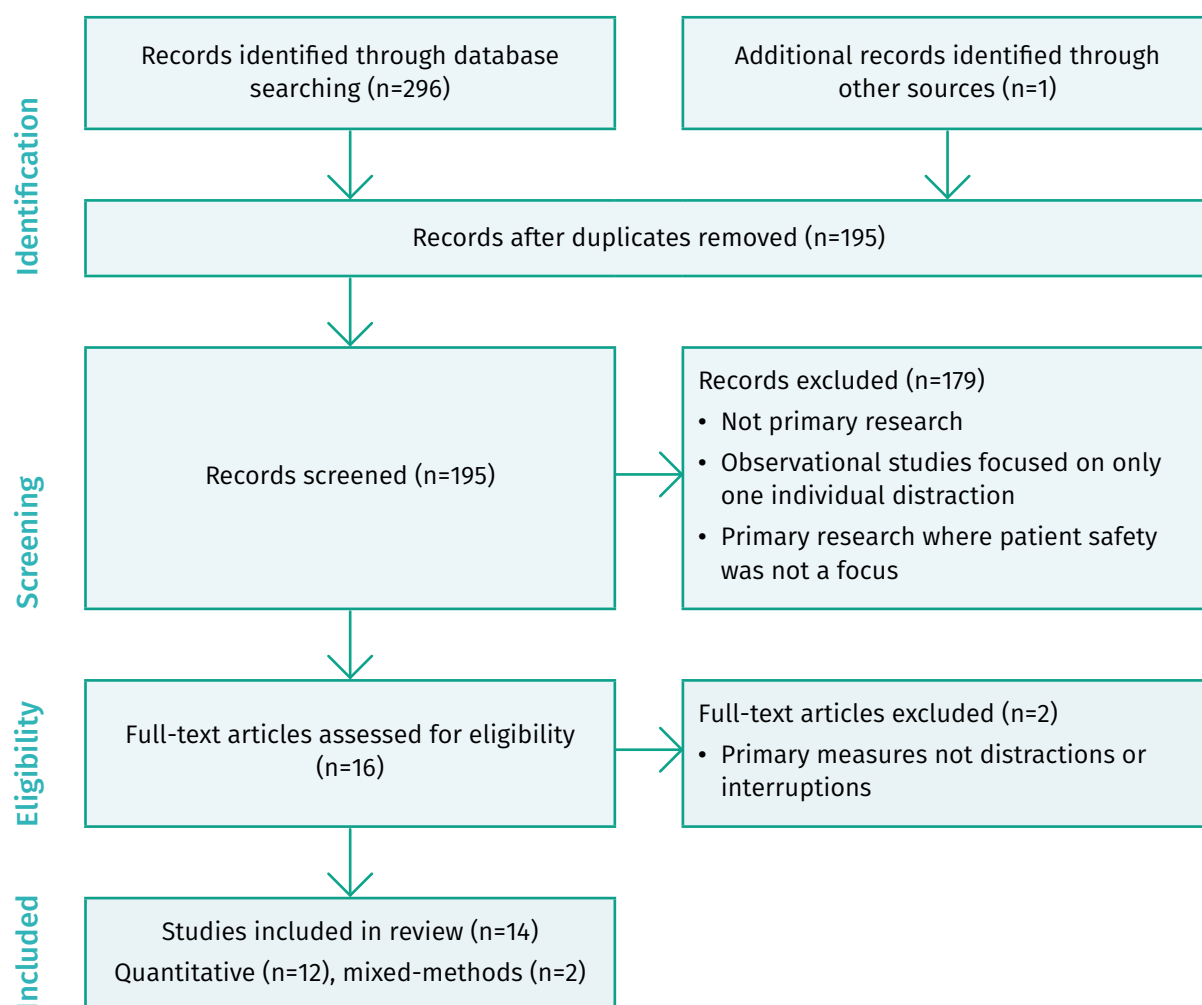 Identification
Records identified through database
searching (n=296)
Additional records identified through
other sources (n=1)
Records after duplicates removed (n=195)
Screening
Records screened (n=195)
Records excluded (n=179)
• Not primary research
• Observational studies focused on only
one individual distraction
• Primary research where patient safety
was not a focus
Eligibility
Full-text articles assessed for eligibility
(n=16)
Full-text articles excluded (n=2)
• Primary measures not distractions or
interruptions
Included
Studies included in review (n=14)
Quantitative (n=12), mixed-methods (n=2)